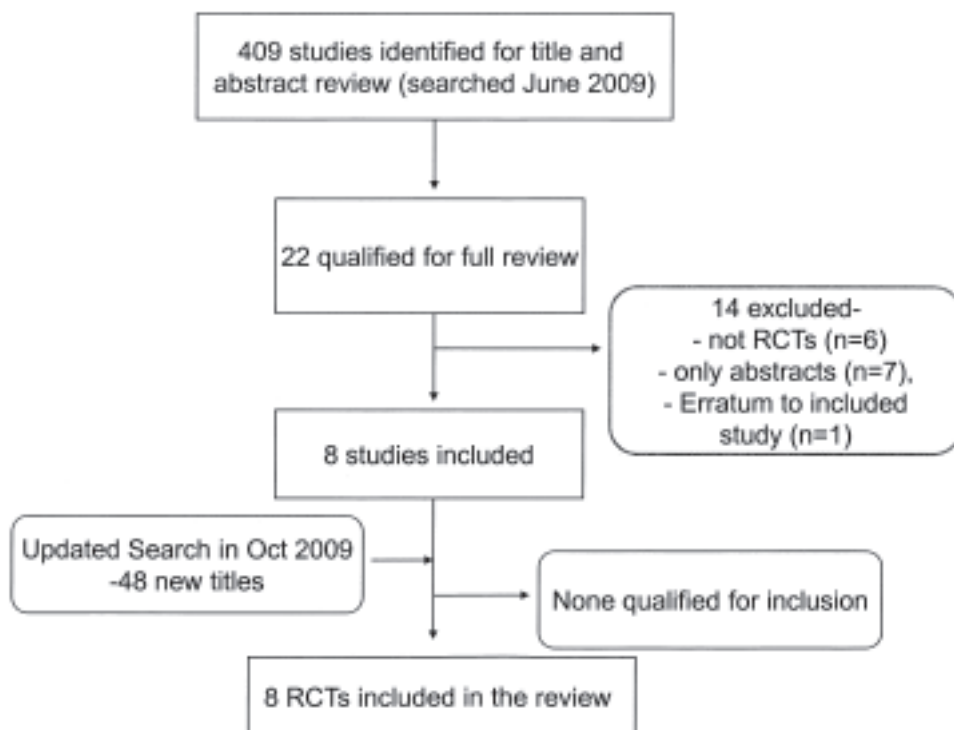 409 studies identified for title and
abstract review (searched June 2009)
22 qualified for full review
14 excluded-
- not RCTs (n=6)
- only abstracts (n=7),
- Erratum to included
study (n=1)
8 studies included
Updated Search in Oct 2009
-48 new titles
None qualified for inclusion
8 RCTs included in the review